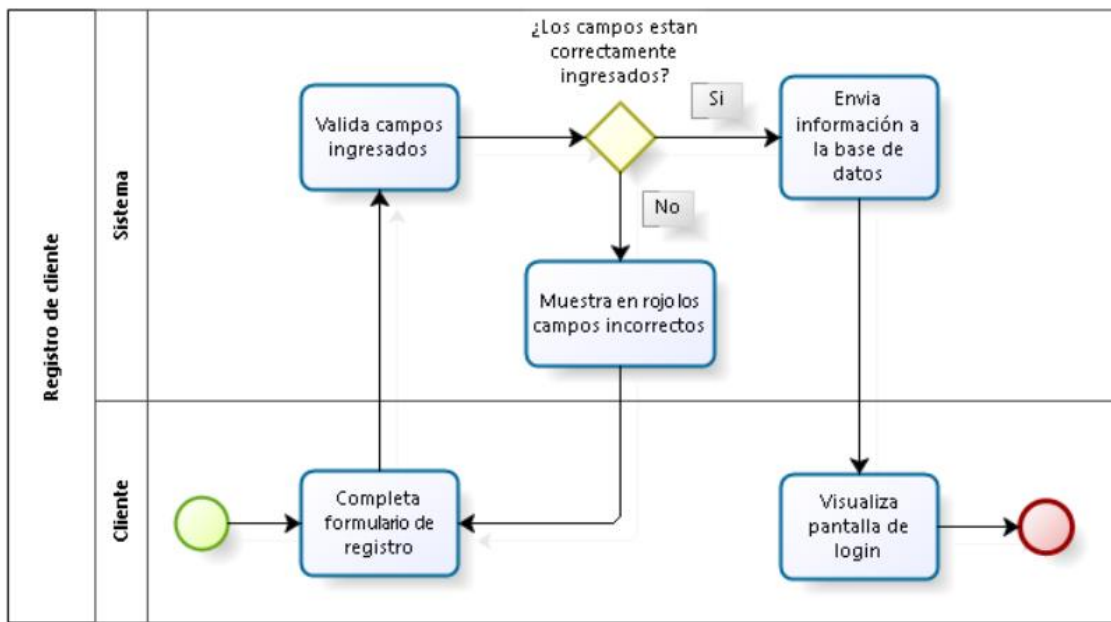 Registro de cliente
Sistema
Cliente
¿Los campos estan
correctamente
ingresados?
Valida campos
ingresados
Si
Envia
información a
la base de
datos
No
Muestra en rojo los
campos incorrectos
Completa
formulario de
registro
Visualiza
pantalla de
login